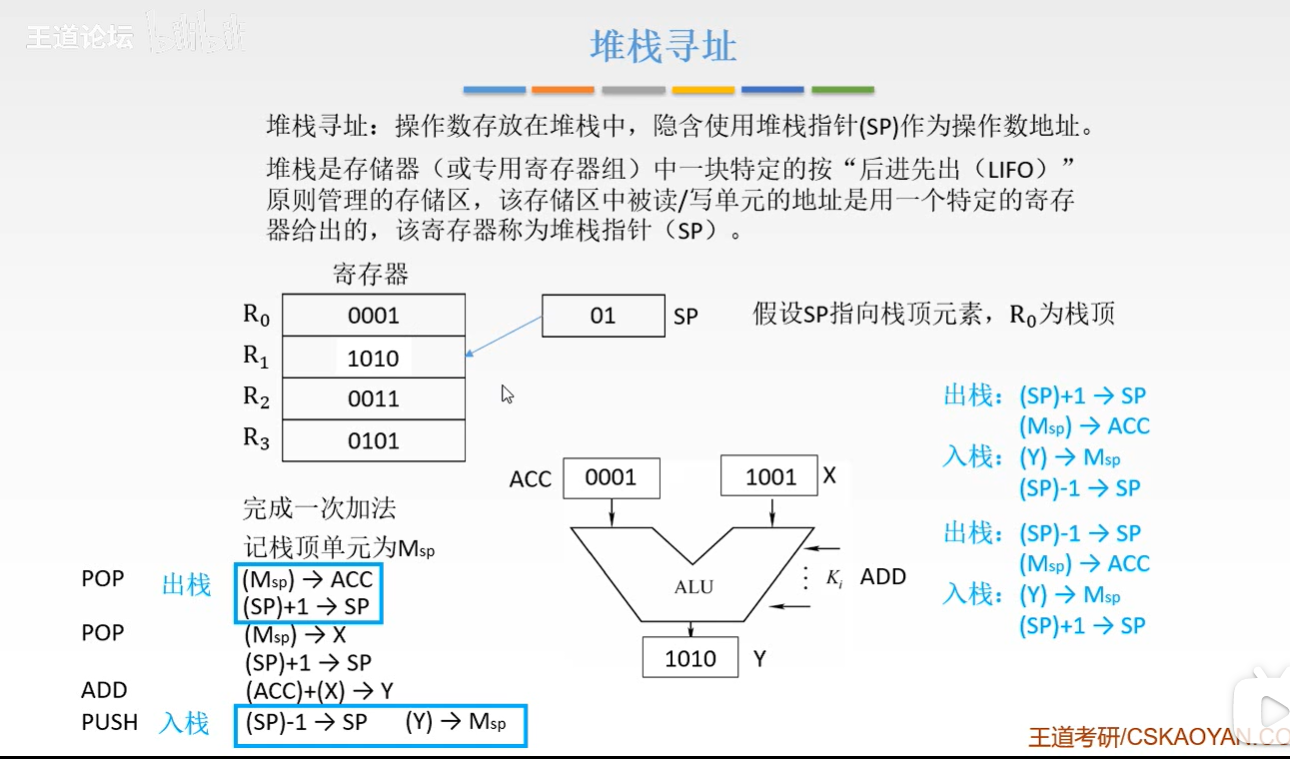 王道论坛 bilibili
堆栈寻址
堆栈寻址：操作数存放在堆栈中，隐含使用堆栈指针(SP)作为操作数地址。
堆栈是存储器（或专用寄存器组）中一块特定的按“后进先出（LIFO）”
原则管理的存储区，该存储区中被读/写单元的地址是用一个特定的寄存
器给出的，该寄存器称为堆栈指针（SP）。
寄存器
R0 0001
R1 1010
R2 0011
R3 0101
01 SP
假设SP指向栈顶元素，R0为栈顶
完成一次加法
记栈顶单元为Msp
POP 出栈 (Msp) → ACC
(SP)+1 → SP
POP (Msp) → X
(SP)+1 → SP
ADD (ACC)+(X) → Y
PUSH 入栈 (SP)-1 → SP (Y) → Msp
ACC 0001 1001 X
ALU Ki ADD
1010 Y
出栈：(SP)+1 → SP
(Msp) → ACC
入栈：(Y) → Msp
(SP)-1 → SP
出栈：(SP)-1 → SP
(Msp) → ACC
入栈：(Y) → Msp
(SP)+1 → SP
王道考研/CSKAOYAN.CO